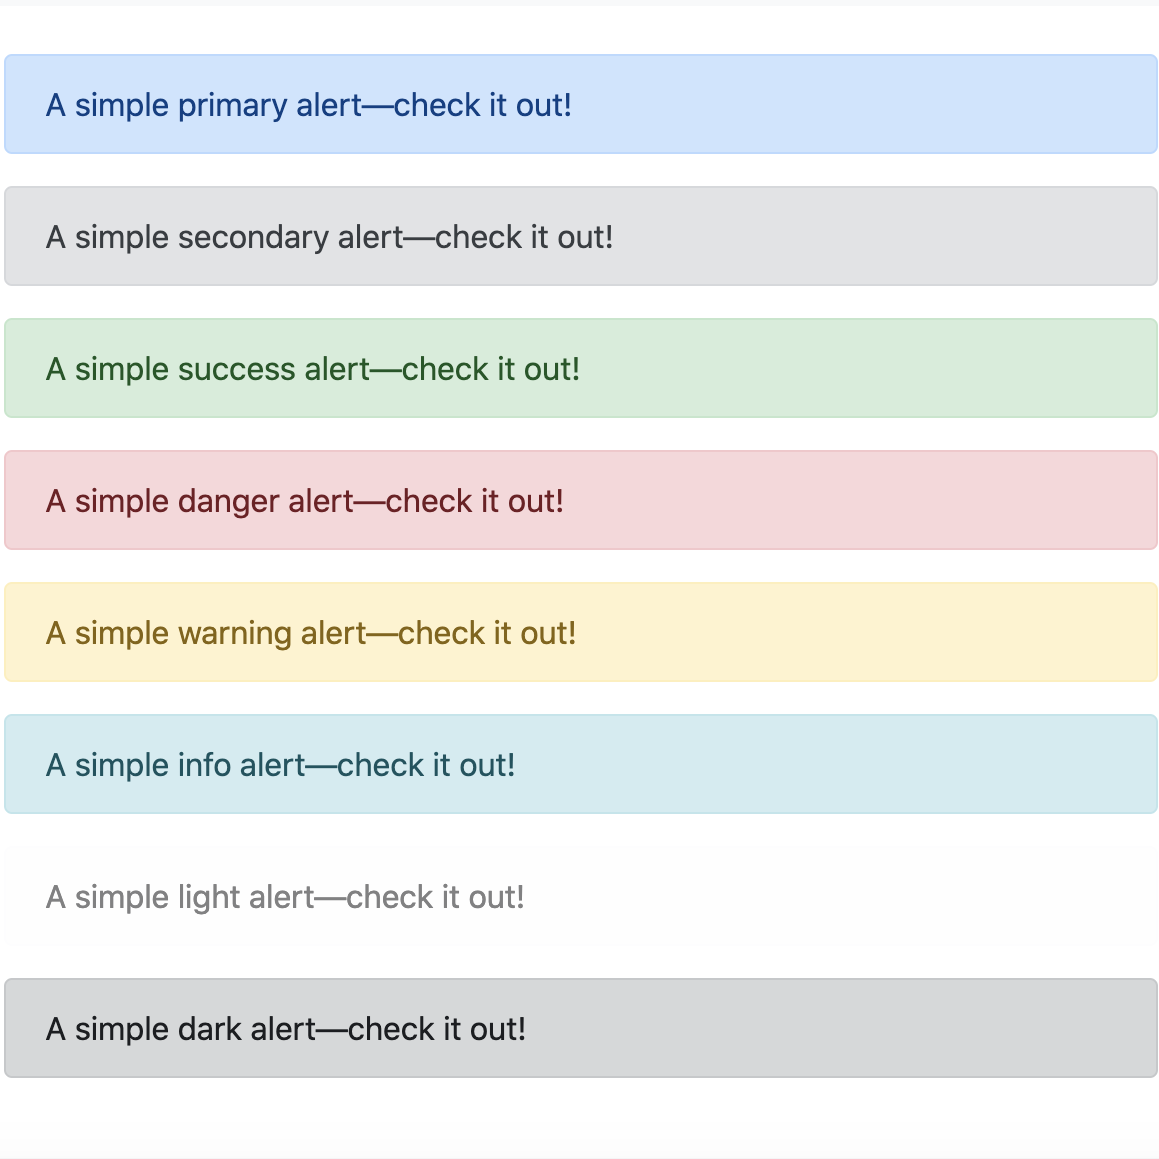 A simple primary alert—check it out!
A simple secondary alert—check it out!
A simple success alert—check it out!
A simple danger alert—check it out!
A simple warning alert—check it out!
A simple info alert—check it out!
A simple light alert—check it out!
A simple dark alert—check it out!